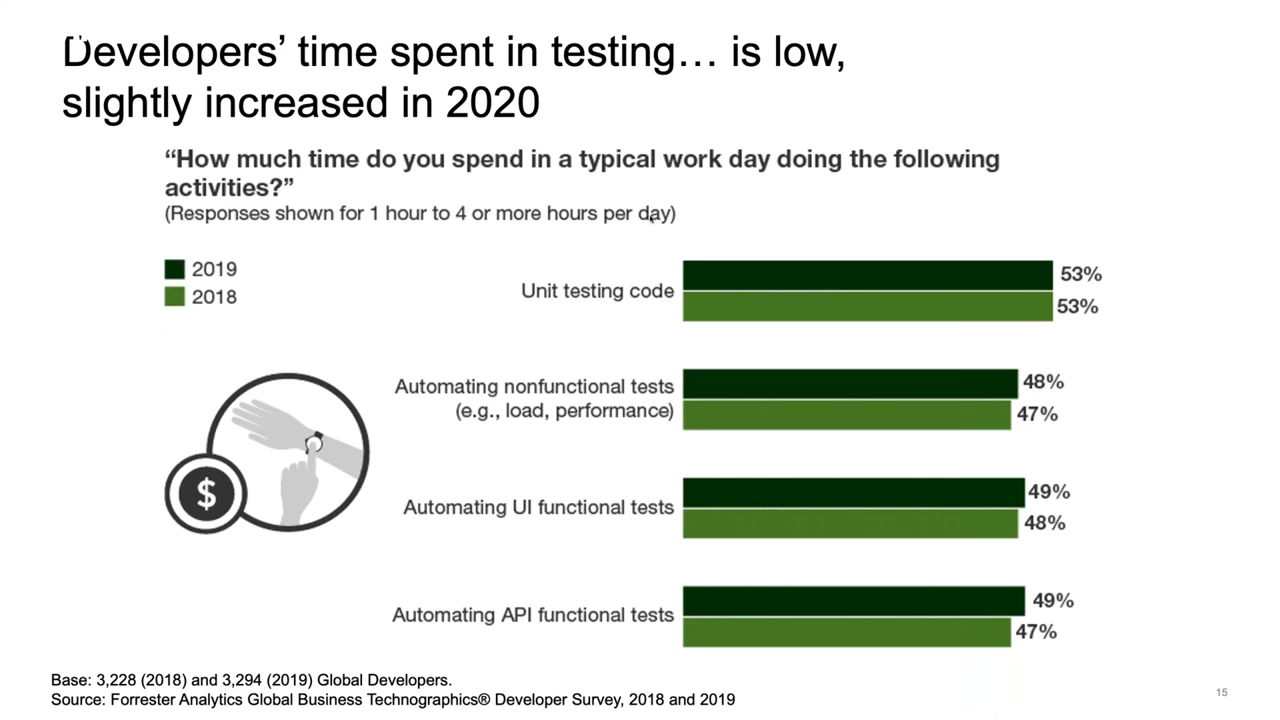 Developers’ time spent in testing… is low,
slightly increased in 2020
“How much time do you spend in a typical work day doing the following
activities?”
(Responses shown for 1 hour to 4 or more hours per day)
2019
2018
Unit testing code
53%
53%
Automating nonfunctional tests
(e.g., load, performance)
48%
47%
Automating UI functional tests
49%
48%
$
Automating API functional tests
49%
47%
Base: 3,228 (2018) and 3,294 (2019) Global Developers.
Source: Forrester Analytics Global Business Technographics® Developer Survey, 2018 and 2019
15